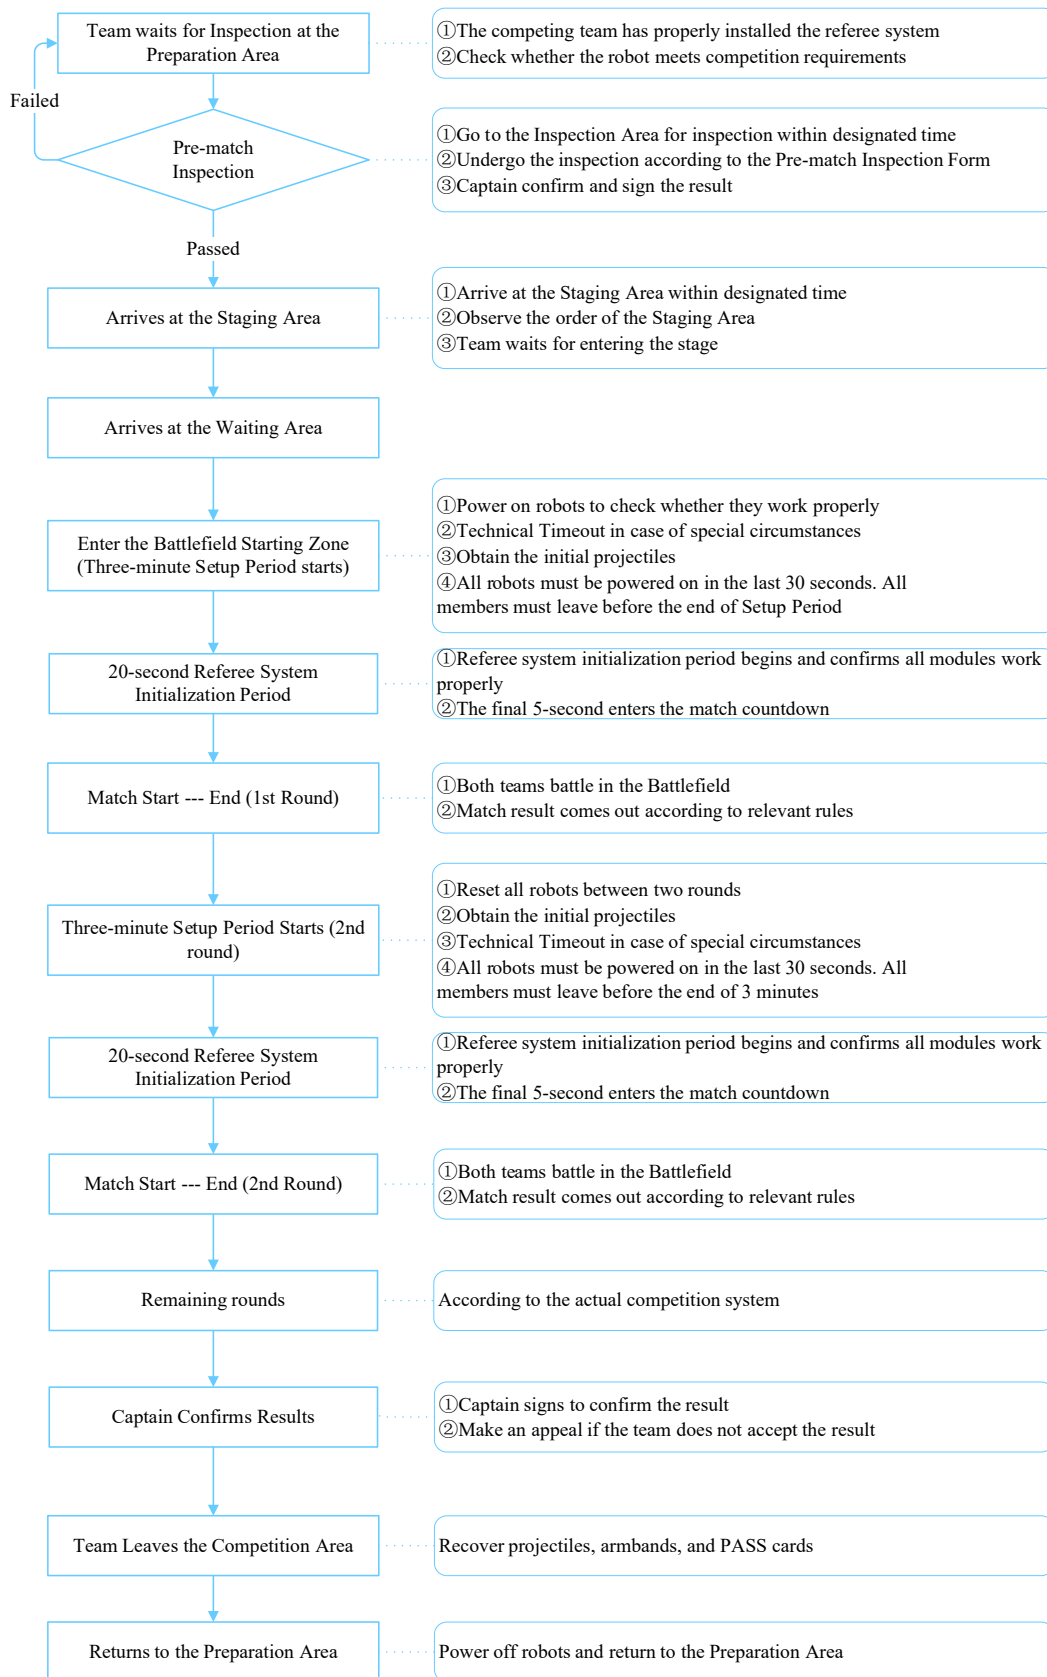 Team waits for Inspection at the
Preparation Area
①The competing team has properly installed the referee system
②Check whether the robot meets competition requirements
Failed
Pre-match
Inspection
①Go to the Inspection Area for inspection within designated time
②Undergo the inspection according to the Pre-match Inspection Form
③Captain confirm and sign the result
Passed
Arrives at the Staging Area
①Arrive at the Staging Area within designated time
②Observe the order of the Staging Area
③Team waits for entering the stage
Arrives at the Waiting Area
Enter the Battlefield Starting Zone
(Three-minute Setup Period starts)
①Power on robots to check whether they work properly
②Technical Timeout in case of special circumstances
③Obtain the initial projectiles
④All robots must be powered on in the last 30 seconds. All
members must leave before the end of Setup Period
20-second Referee System
Initialization Period
①Referee system initialization period begins and confirms all modules work
properly
②The final 5-second enters the match countdown
Match Start --- End (1st Round)
①Both teams battle in the Battlefield
②Match result comes out according to relevant rules
Three-minute Setup Period Starts (2nd
round)
①Reset all robots between two rounds
②Obtain the initial projectiles
③Technical Timeout in case of special circumstances
④All robots must be powered on in the last 30 seconds. All
members must leave before the end of 3 minutes
20-second Referee System
Initialization Period
①Referee system initialization period begins and confirms all modules work
properly
②The final 5-second enters the match countdown
Match Start --- End (2nd Round)
①Both teams battle in the Battlefield
②Match result comes out according to relevant rules
Remaining rounds
According to the actual competition system
Captain Confirms Results
①Captain signs to confirm the result
②Make an appeal if the team does not accept the result
Team Leaves the Competition Area
Recover projectiles, armbands, and PASS cards
Returns to the Preparation Area
Power off robots and return to the Preparation Area